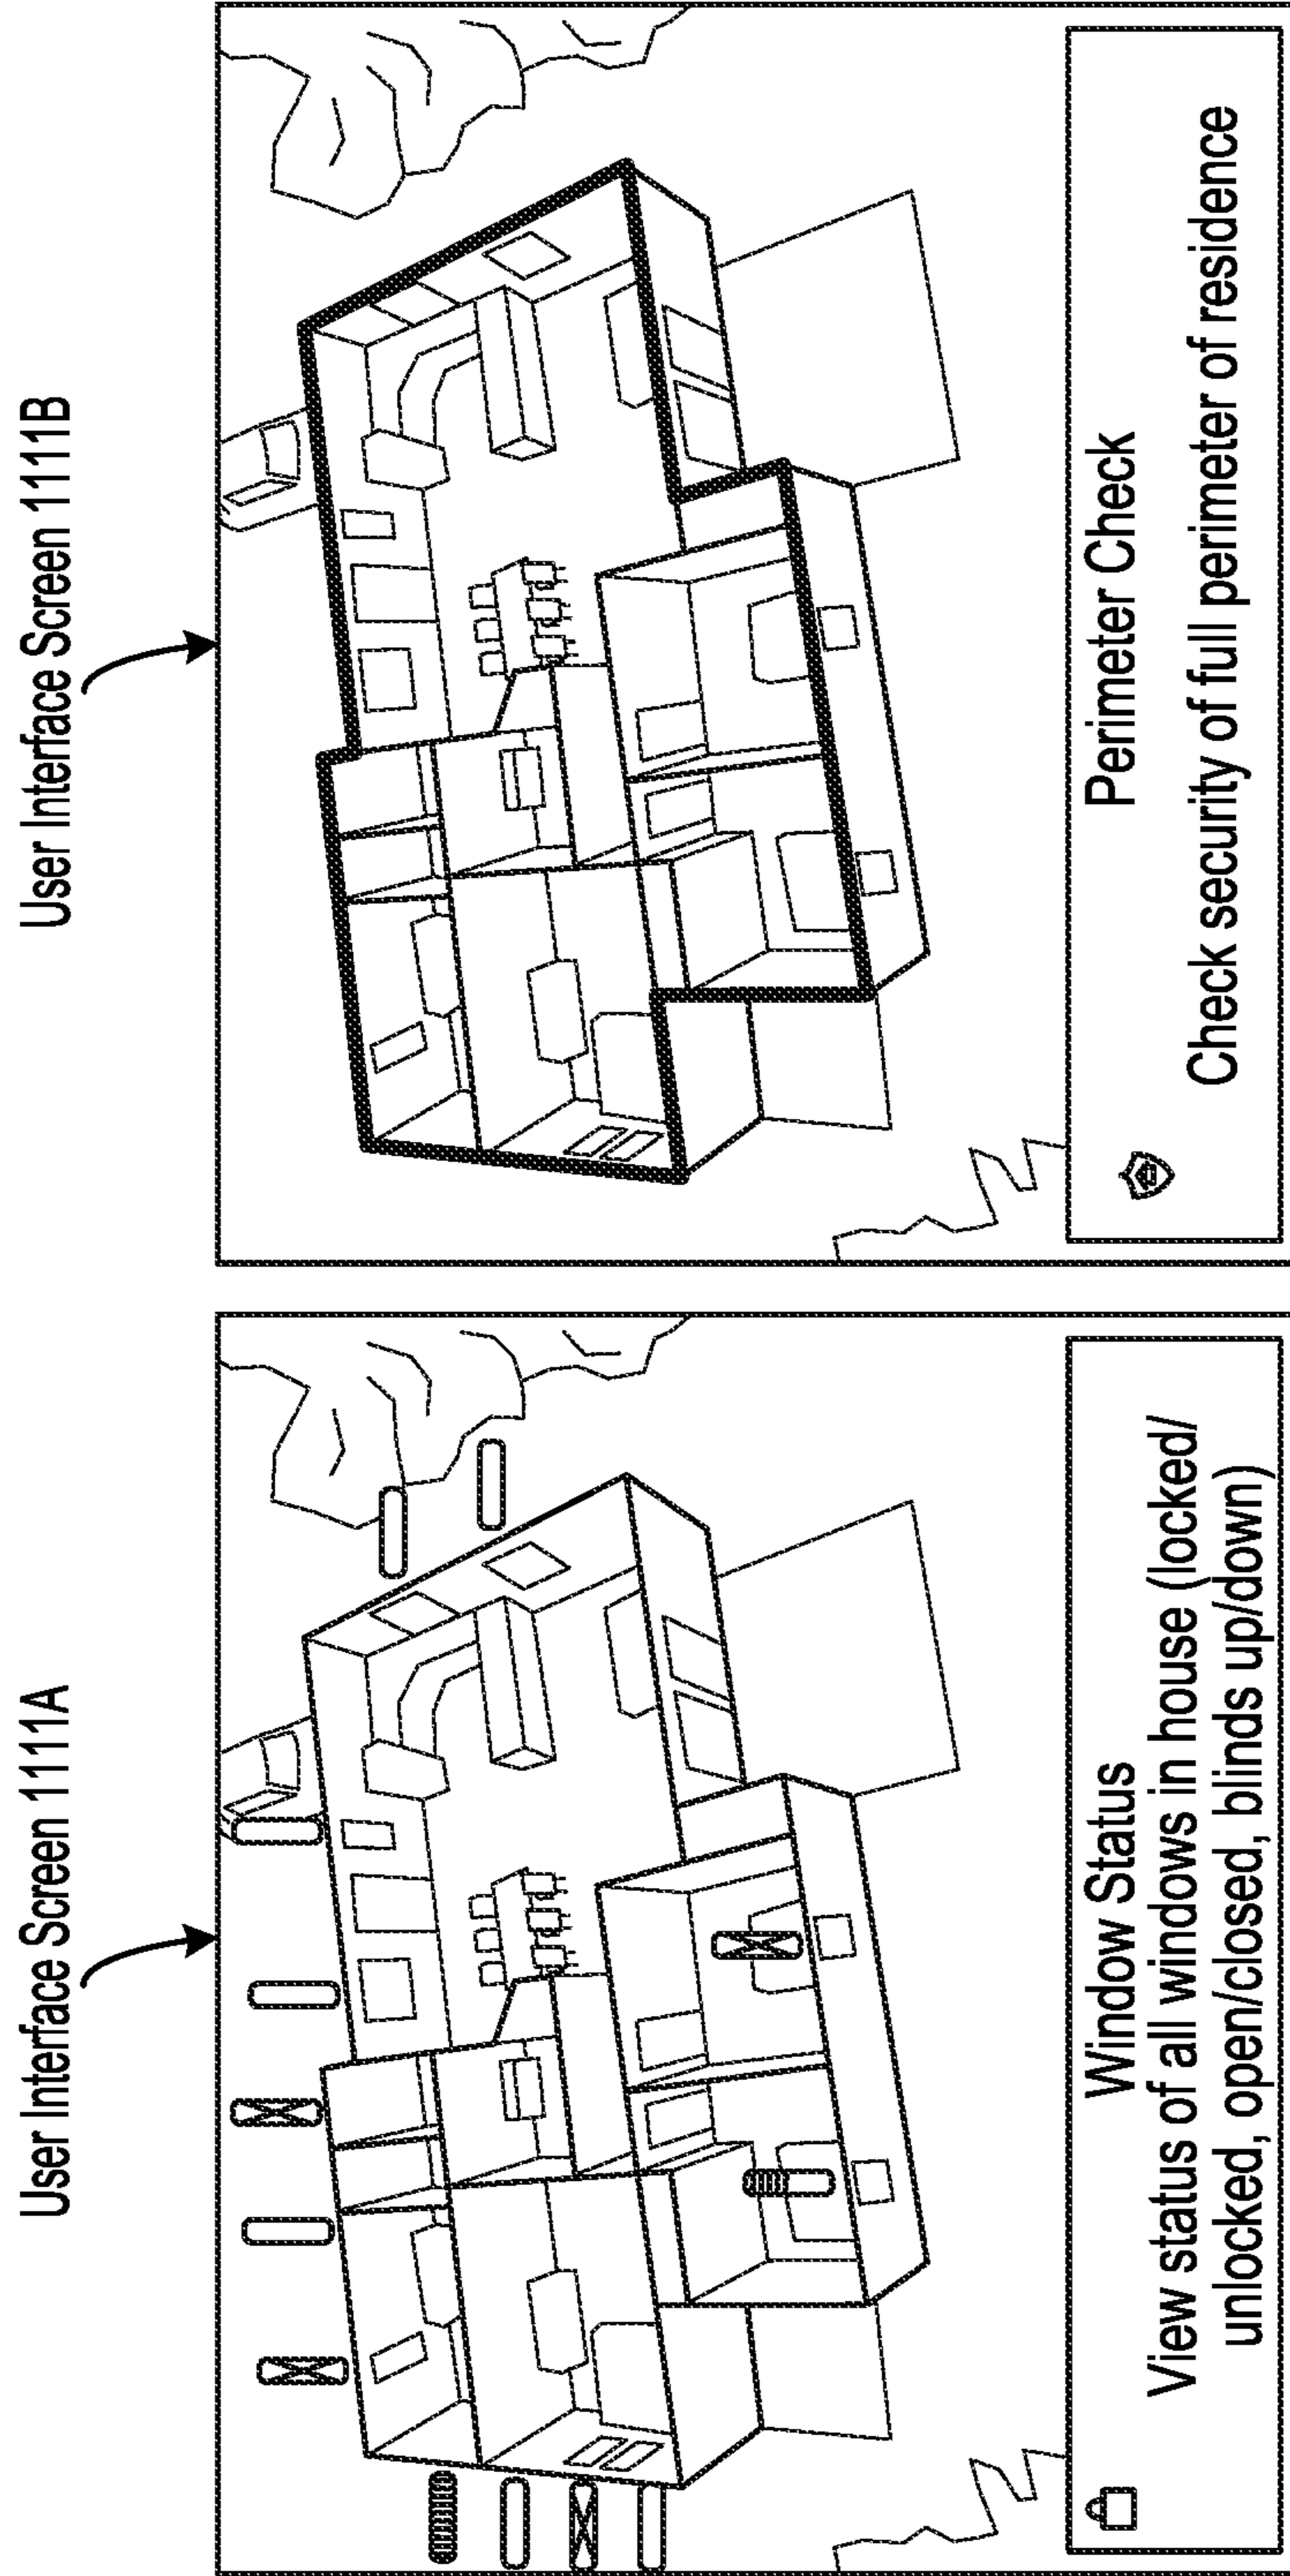 User Interface Screen 1111A
Window Status
View status of all windows in house (locked/
unlocked, open/closed, blinds up/down)
User Interface Screen 1111B
Perimeter Check
Check security of full perimeter of residence